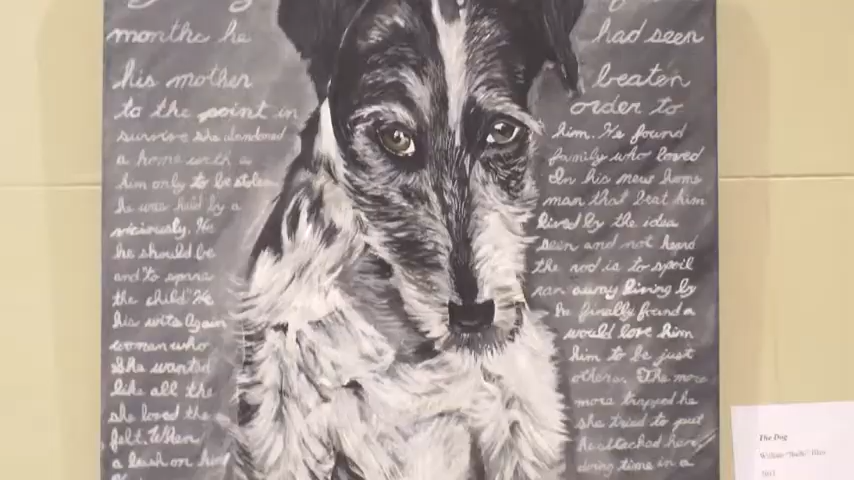 months he had seen
his mother beaten
to the point in order to
survive she abandoned him. He found
a home with a family who loved
him only to be stolen. In his new home
he was held by a man that beat him
viciously. He lived by the idea
he should be seen and not heard
and "to spare the rod is to spoil
the child" He ran away living by
his wits Again he finally found a
woman who would love him
She wanted him to be just
like all the others. The more
she loved the more trapped he
felt. When she tried to put
a leash on him he attacked her
doing time in a
The Dog